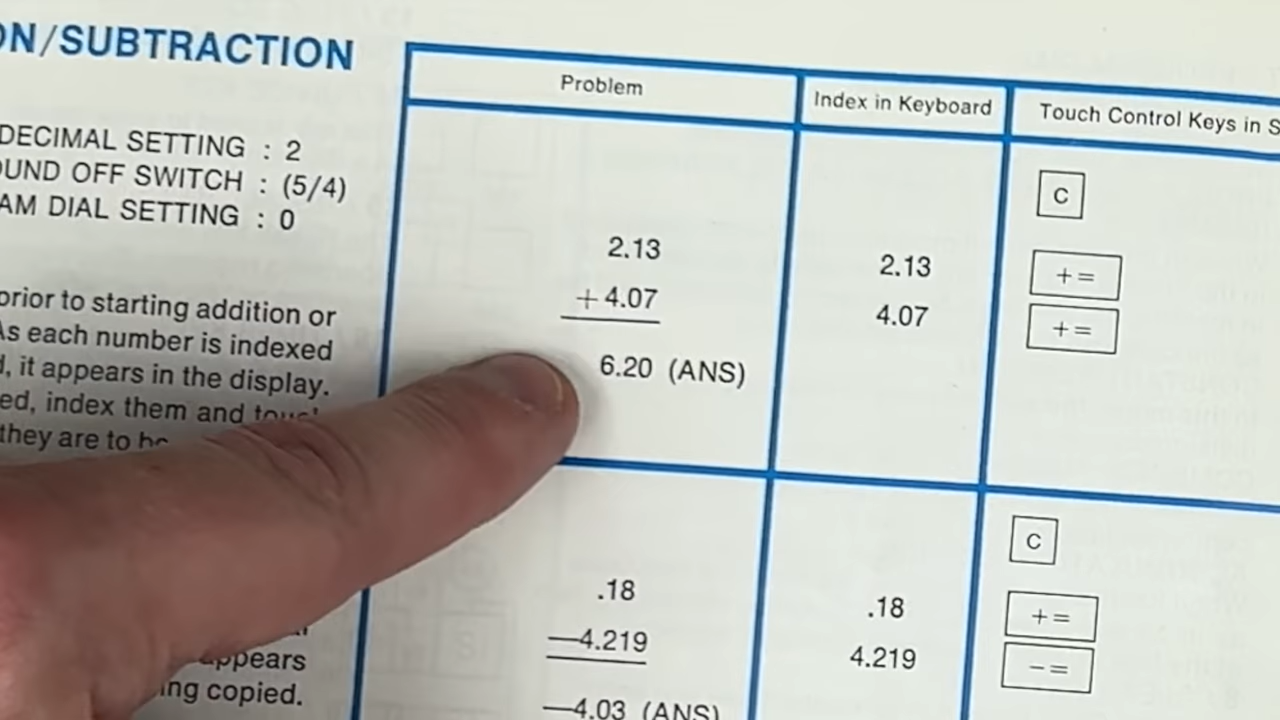 ON/SUBTRACTION
DECIMAL SETTING : 2
OUND OFF SWITCH : (5/4)
AM DIAL SETTING : 0
prior to starting addition or
As each number is indexed
, it appears in the display.
ed, index them and
they are to
appears
ing copied.
Problem
Index in Keyboard
Touch Control Keys in S
C
2.13 2.13 +=
+4.07 4.07 +=
6.20 (ANS)
C
.18 .18 +=
—4.219 4.219 −=
—4.03 (ANS)